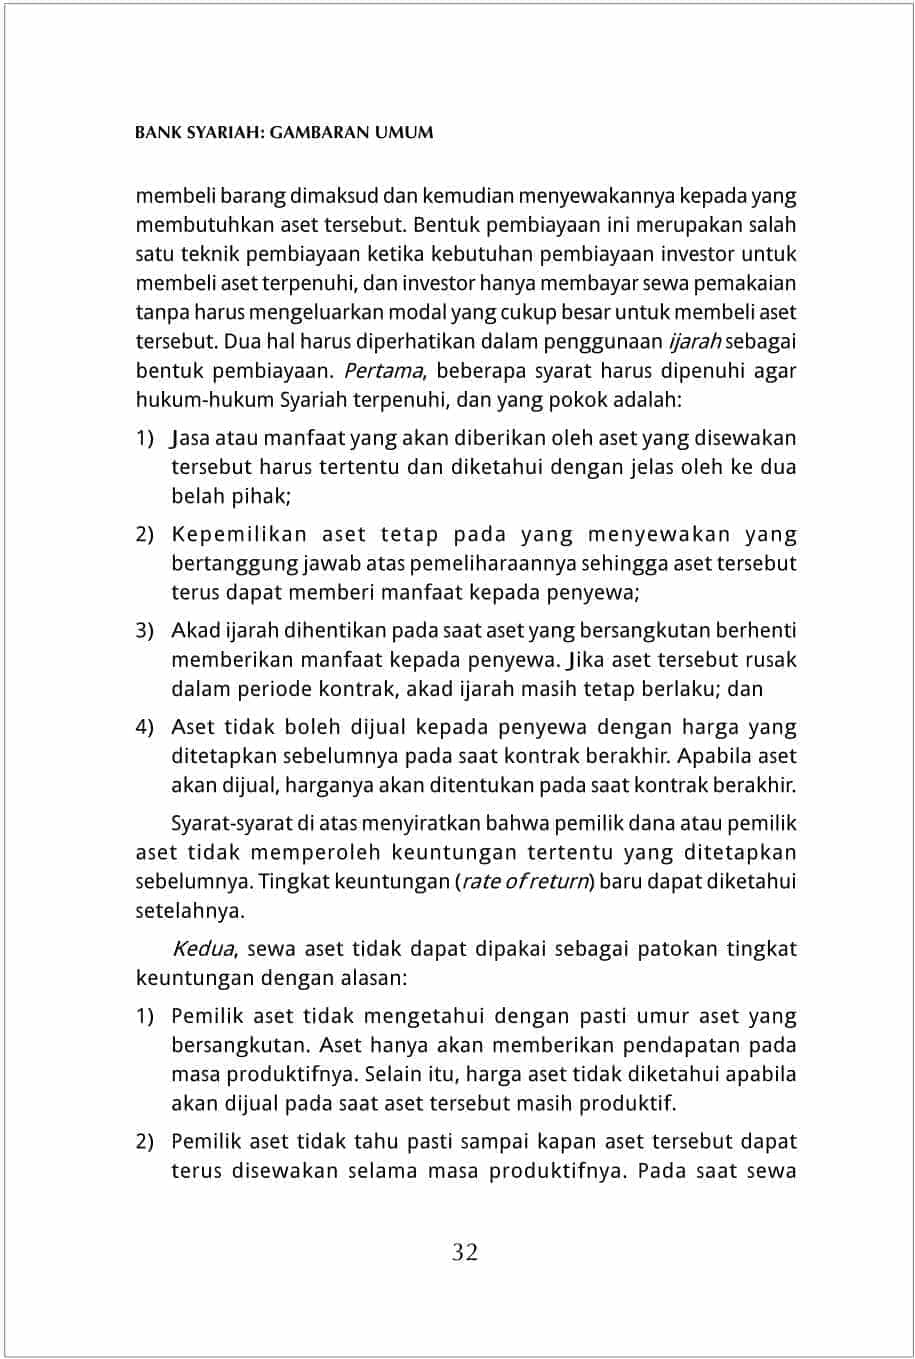 BANK SYARIAH: GAMBARAN UMUM
membeli barang dimaksud dan kemudian menyewakannya kepada yang
membutuhkan aset tersebut. Bentuk pembiayaan ini merupakan salah
satu teknik pembiayaan ketika kebutuhan pembiayaan investor untuk
membeli aset terpenuhi, dan investor hanya membayar sewa pemakaian
tanpa harus mengeluarkan modal yang cukup besar untuk membeli aset
tersebut. Dua hal harus diperhatikan dalam penggunaan ijarah sebagai
bentuk pembiayaan. Pertama, beberapa syarat harus dipenuhi agar
hukum-hukum Syariah terpenuhi, dan yang pokok adalah:
1) Jasa atau manfaat yang akan diberikan oleh aset yang disewakan
tersebut harus tertentu dan diketahui dengan jelas oleh ke dua
belah pihak;
2) Kepemilikan aset tetap pada yang menyewakan yang
bertanggung jawab atas pemeliharaannya sehingga aset tersebut
terus dapat memberi manfaat kepada penyewa;
3) Akad ijarah dihentikan pada saat aset yang bersangkutan berhenti
memberikan manfaat kepada penyewa. Jika aset tersebut rusak
dalam periode kontrak, akad ijarah masih tetap berlaku; dan
4) Aset tidak boleh dijual kepada penyewa dengan harga yang
ditetapkan sebelumnya pada saat kontrak berakhir. Apabila aset
akan dijual, harganya akan ditentukan pada saat kontrak berakhir.
Syarat-syarat di atas menyiratkan bahwa pemilik dana atau pemilik
aset tidak memperoleh keuntungan tertentu yang ditetapkan
sebelumnya. Tingkat keuntungan (rate of return) baru dapat diketahui
setelahnya.
Kedua, sewa aset tidak dapat dipakai sebagai patokan tingkat
keuntungan dengan alasan:
1) Pemilik aset tidak mengetahui dengan pasti umur aset yang
bersangkutan. Aset hanya akan memberikan pendapatan pada
masa produktifnya. Selain itu, harga aset tidak diketahui apabila
akan dijual pada saat aset tersebut masih produktif.
2) Pemilik aset tidak tahu pasti sampai kapan aset tersebut dapat
terus disewakan selama masa produktifnya. Pada saat sewa
32